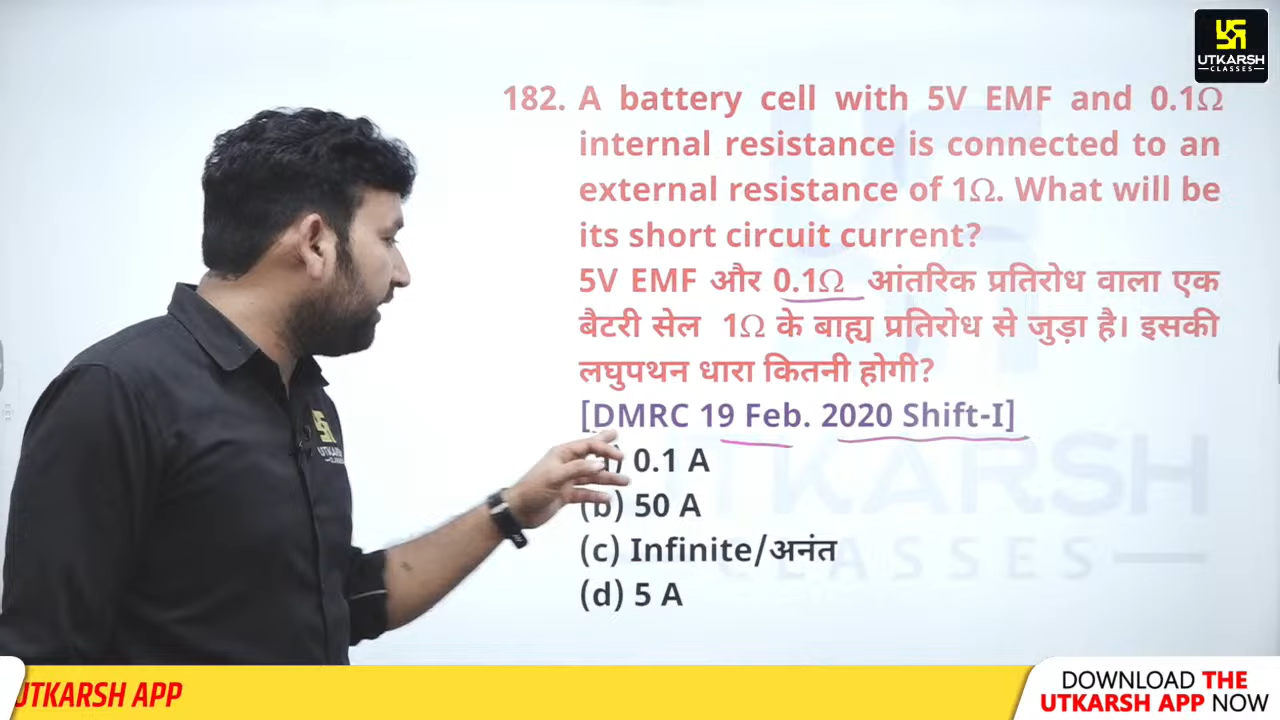 UTKARSH
CLASSES
182. A battery cell with 5V EMF and 0.1Ω
internal resistance is connected to an
external resistance of 1Ω. What will be
its short circuit current?
5V EMF और 0.1Ω आंतरिक प्रतिरोध वाला एक
बैटरी सेल 1Ω के बाह्य प्रतिरोध से जुड़ा है। इसकी
लघुपथन धारा कितनी होगी?
[DMRC 19 Feb. 2020 Shift-I]
(a) 0.1 A
(b) 50 A
(c) Infinite/अनंत
(d) 5 A
UTKARSH
CLASSES
UTKARSH APP
DOWNLOAD THE
UTKARSH APP NOW